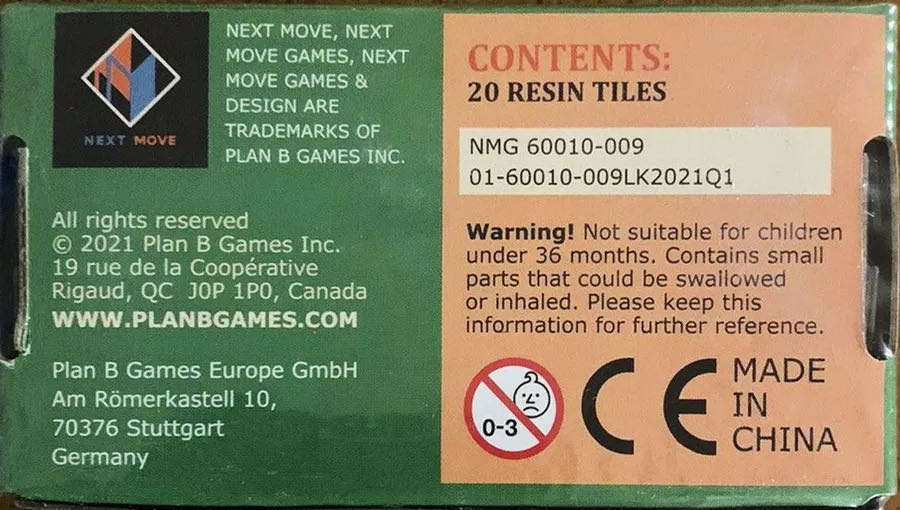 NEXT MOVE
NEXT MOVE, NEXT
MOVE GAMES, NEXT
MOVE GAMES &
DESIGN ARE
TRADEMARKS OF
PLAN B GAMES INC.
All rights reserved
© 2021 Plan B Games Inc.
19 rue de la Coopérative
Rigaud, QC J0P 1P0, Canada
WWW.PLANBGAMES.COM
Plan B Games Europe GmbH
Am Römerkastell 10,
70376 Stuttgart
Germany
CONTENTS:
20 RESIN TILES
NMG 60010-009
01-60010-009LK2021Q1
Warning! Not suitable for children
under 36 months. Contains small
parts that could be swallowed
or inhaled. Please keep this
information for further reference.
0-3
CE
MADE
IN
CHINA